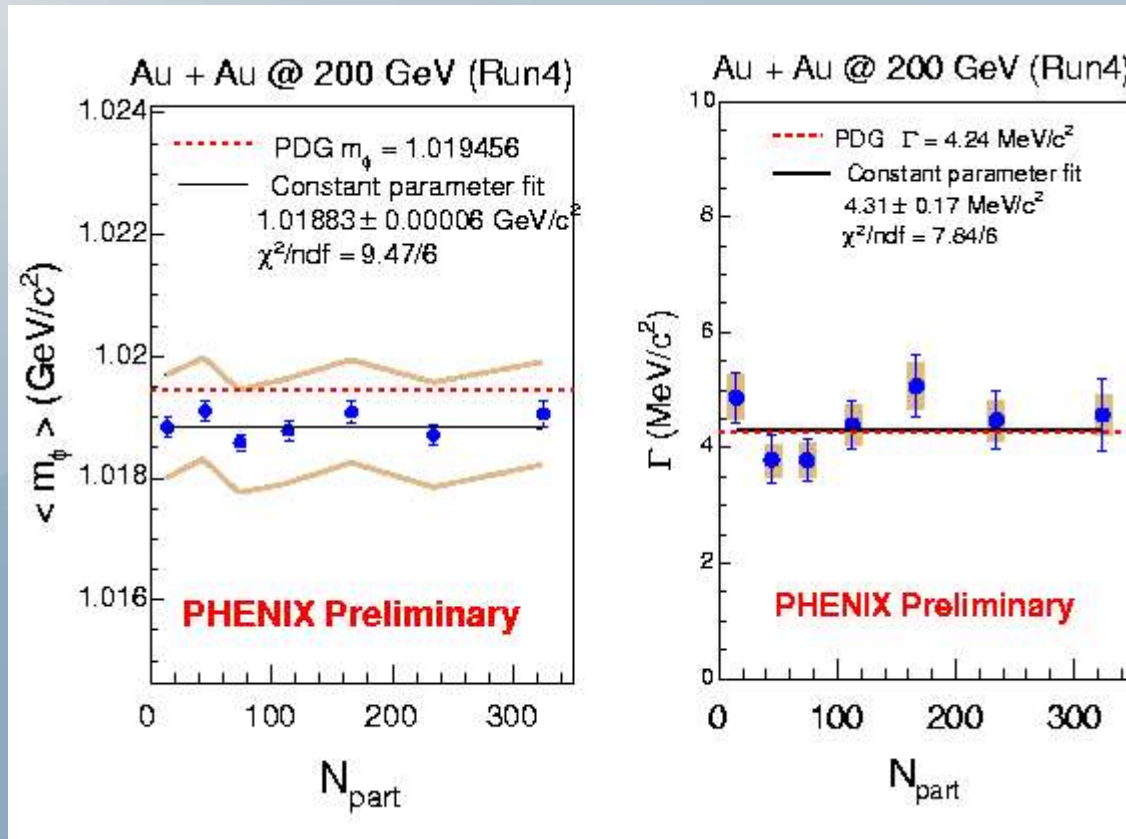 Au + Au @ 200 GeV (Run4)
1.024
1.022
1.02
1.018
1.016
PDG m_ϕ = 1.019456
Constant parameter fit
1.01883 ± 0.00006 GeV/c²
χ²/ndf = 9.47/6
< m_ϕ > (GeV/c²)
PHENIX Preliminary
0 100 200 300
N_part
Au + Au @ 200 GeV (Run4)
10
8
6
4
2
0
PDG Γ = 4.24 MeV/c²
Constant parameter fit
4.31 ± 0.17 MeV/c²
χ²/ndf = 7.84/6
Γ (MeV/c²)
PHENIX Preliminary
0 100 200 300
N_part